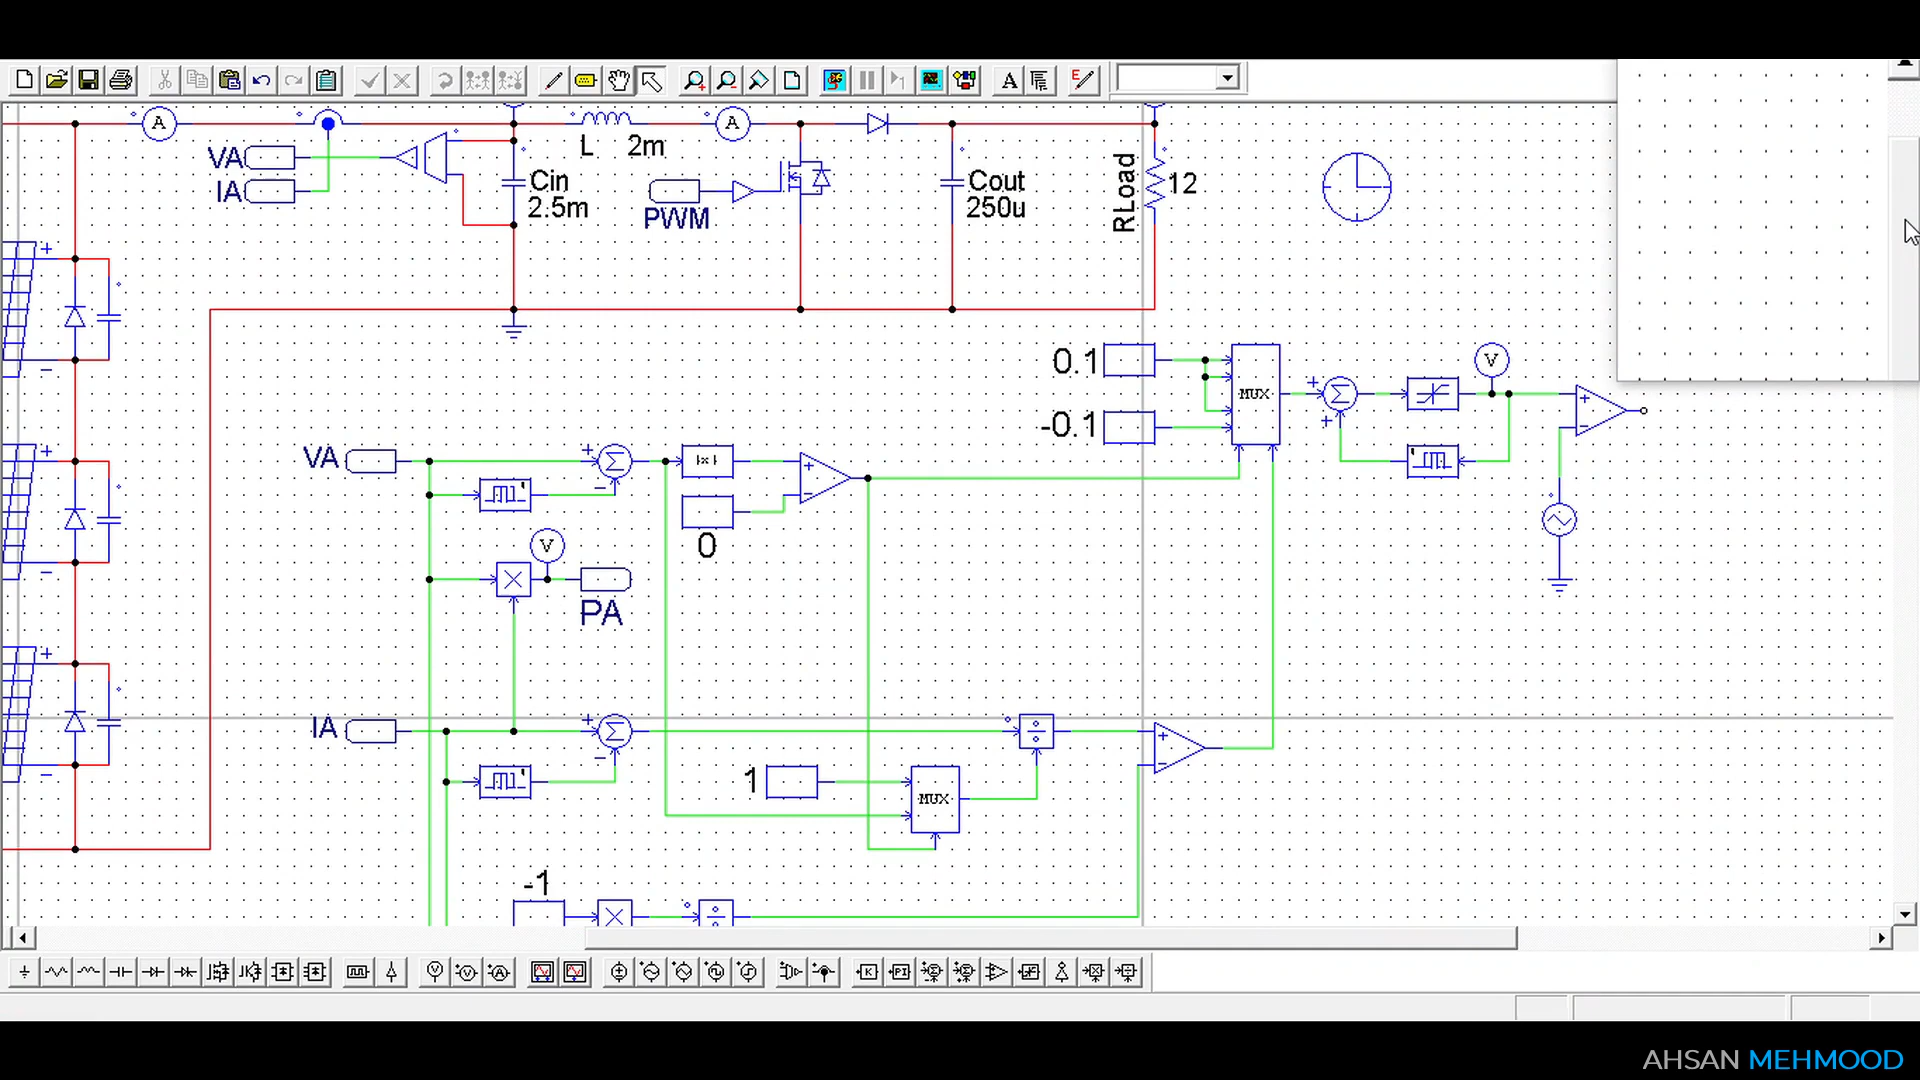 A
A
VA
IA
L 2m
Cin
2.5m
PWM
Cout
250u
RLoad
12
0.1
-0.1
MUX
V
VA
|x|
0
V
PA
IA
1
MUX
-1
AHSAN MEHMOOD